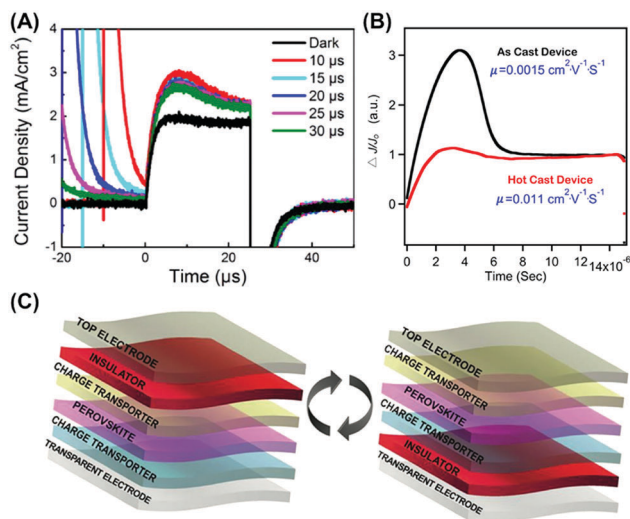 (A)
Current Density (mA/cm²)
4
3
2
1
0
-1
-20
0
20
40
Time (µs)
Dark
10 µs
15 µs
20 µs
25 µs
30 µs
(B)
△ J/Jₒ (a.u.)
3
2
1
0
As Cast Device
µ=0.0015 cm²·V⁻¹·S⁻¹
Hot Cast Device
µ=0.011 cm²·V⁻¹·S⁻¹
0
2
4
6
8
10
12
14x10⁻⁶
Time (Sec)
(C)
TOP ELECTRODE
INSULATOR
CHARGE TRANSPORTER
PEROVSKITE
CHARGE TRANSPORTER
TRANSPARENT ELECTRODE
TOP ELECTRODE
CHARGE TRANSPORTER
PEROVSKITE
CHARGE TRANSPORTER
INSULATOR
TRANSPARENT ELECTRODE